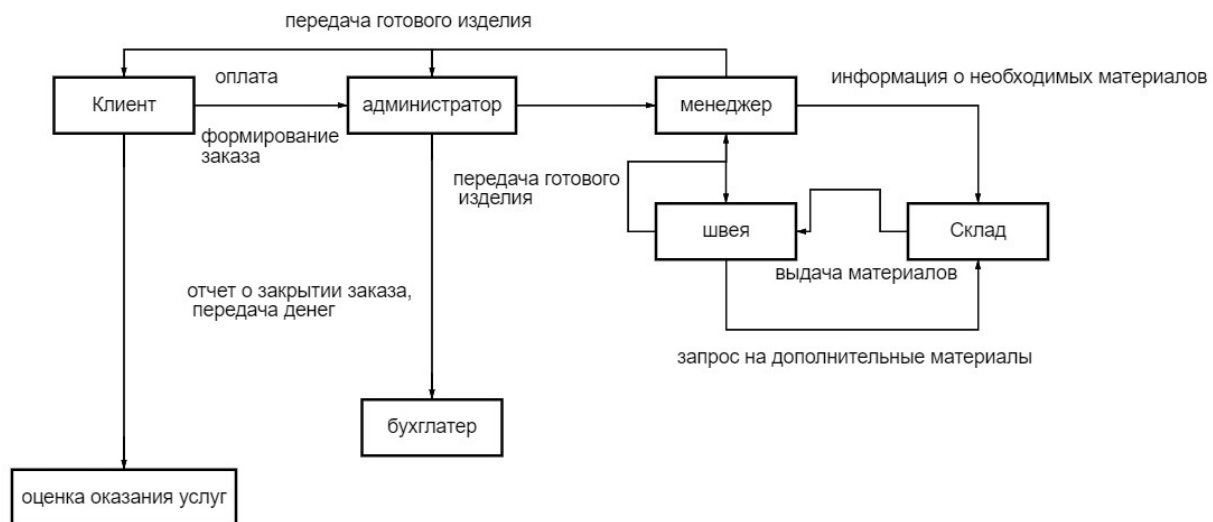 передача готового изделия
оплата
информация о необходимых материалов
Клиент
администратор
менеджер
формирование
заказа
передача готового
изделия
швея
Склад
выдача материалов
отчет о закрытии заказа,
передача денег
запрос на дополнительные материалы
бухглатер
оценка оказания услуг